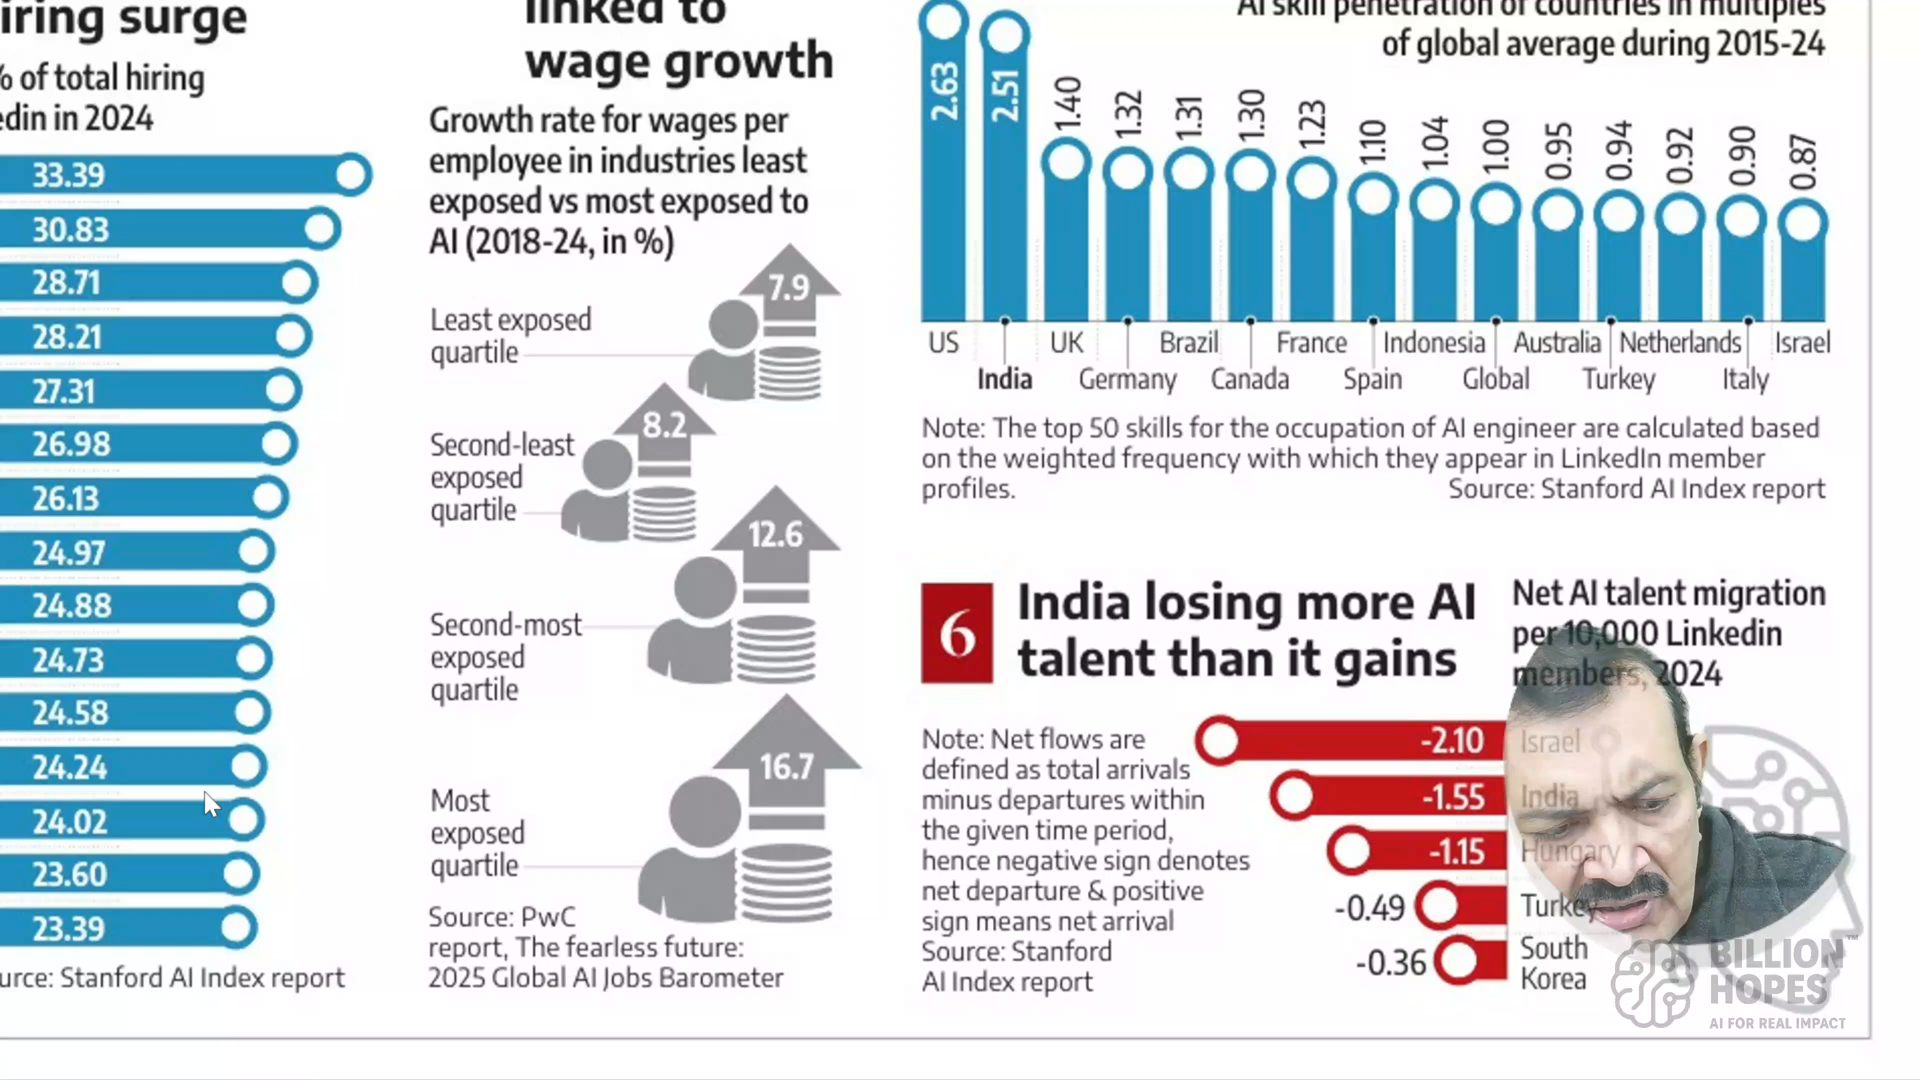 iring surge
% of total hiring
edin in 2024
33.39
30.83
28.71
28.21
27.31
26.98
26.13
24.97
24.88
24.73
24.58
24.24
24.02
23.60
23.39
urce: Stanford AI Index report
linked to
wage growth
Growth rate for wages per
employee in industries least
exposed vs most exposed to
AI (2018-24, in %)
Least exposed
quartile
7.9
Second-least
exposed
quartile
8.2
Second-most
exposed
quartile
12.6
Most
exposed
quartile
16.7
Source: PwC
report, The fearless future:
2025 Global AI Jobs Barometer
AI skill penetration of countries in multiples
of global average during 2015-24
2.63
2.51
1.40
1.32
1.31
1.30
1.23
1.10
1.04
1.00
0.95
0.94
0.92
0.90
0.87
US
India
UK
Germany
Brazil
Canada
France
Spain
Indonesia
Global
Australia
Turkey
Netherlands
Italy
Israel
Note: The top 50 skills for the occupation of AI engineer are calculated based
on the weighted frequency with which they appear in LinkedIn member
profiles.
Source: Stanford AI Index report
6
India losing more AI
talent than it gains
Net AI talent migration
per 10,000 Linkedin
members, 2024
Note: Net flows are
defined as total arrivals
minus departures within
the given time period,
hence negative sign denotes
net departure & positive
sign means net arrival
Source: Stanford
AI Index report
-2.10 Israel
-1.55 India
-1.15 Hungary
-0.49 Turkey
-0.36 South
Korea
BILLION
HOPES
AI FOR REAL IMPACT
TM